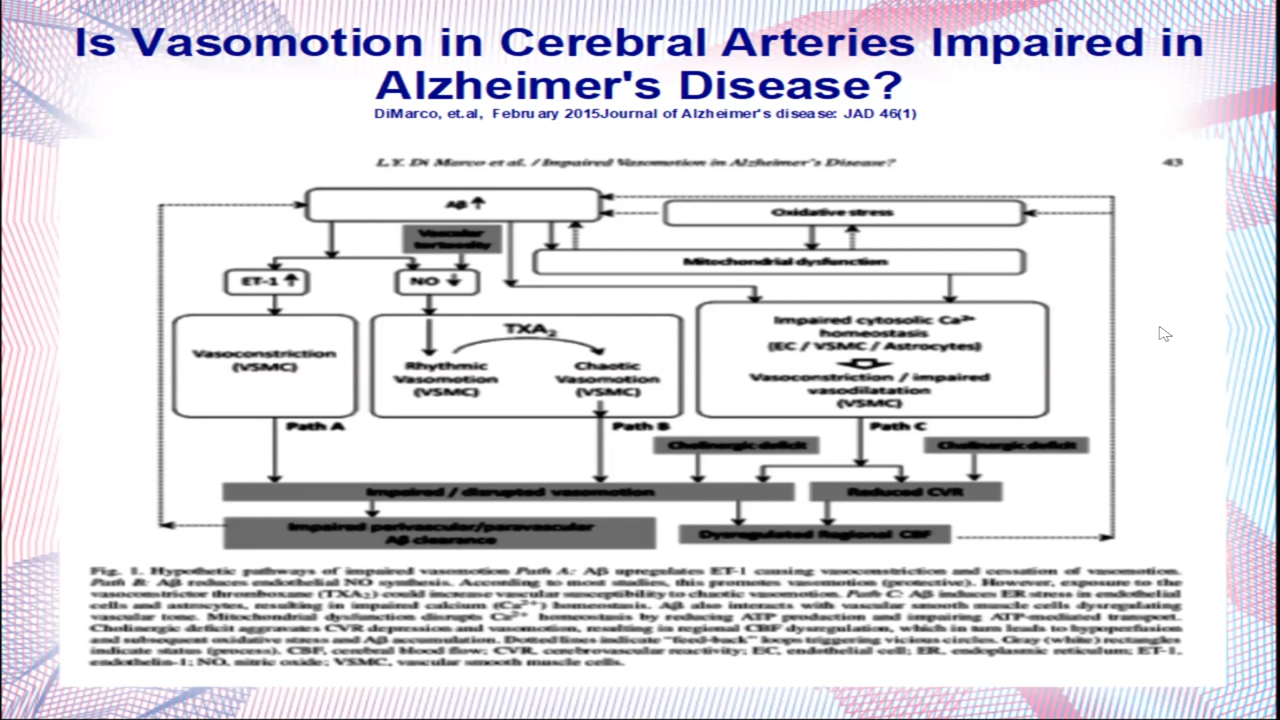 Is Vasomotion in Cerebral Arteries Impaired in
Alzheimer's Disease?
DiMarco, et.al, February 2015Journal of Alzheimer's disease: JAD 46(1)
L.Y. Di Marco et al. / Impaired Vasomotion in Alzheimer's Disease?
43
Aβ ↑
Oxidative stress
Vascular
tortuosity
Mitochondrial dysfunction
ET-1 ↑
NO ↓
Vasoconstriction
(VSMC)
TXA₂
Rhythmic
Vasomotion
(VSMC)
Chaotic
Vasomotion
(VSMC)
Impaired cytosolic Ca²⁺
homeostasis
(EC / VSMC / Astrocytes)
Vasoconstriction / impaired
vasodilatation
(VSMC)
Path A
Path B
Path C
Cholinergic deficit
Cholinergic deficit
Impaired / disrupted vasomotion
Reduced CVR
Impaired perivascular/paravascular
Aβ clearance
Dysregulated Regional CBF
Fig. 1. Hypothetic pathways of impaired vasomotion Path A: Aβ upregulates ET-1 causing vasoconstriction and cessation of vasomotion.
Path B: Aβ reduces endothelial NO synthesis. According to most studies, this promotes vasomotion (protective). However, exposure to the
vasoconstrictor thromboxane (TXA₂) could increase vascular susceptibility to chaotic vasomotion. Path C: Aβ induces ER stress in endothelial
cells and astrocytes, resulting in impaired calcium (Ca²⁺) homeostasis. Aβ also interacts with vascular smooth muscle cells dysregulating
vascular tone. Mitochondrial dysfunction disrupts Ca²⁺ homeostasis by reducing ATP production and impairing ATP-mediated transport.
Cholinergic deficit aggravates CVR depression and vasomotion, resulting in regional CBF dysregulation, which in turn leads to hypoperfusion
and subsequent oxidative stress and Aβ accumulation. Dotted lines indicate "feed-back" loops triggering vicious circles. Gray (white) rectangles
indicate status (process). CBF, cerebral blood flow; CVR, cerebrovascular reactivity; EC, endothelial cell; ER, endoplasmic reticulum; ET-1,
endothelin-1; NO, nitric oxide; VSMC, vascular smooth muscle cells.